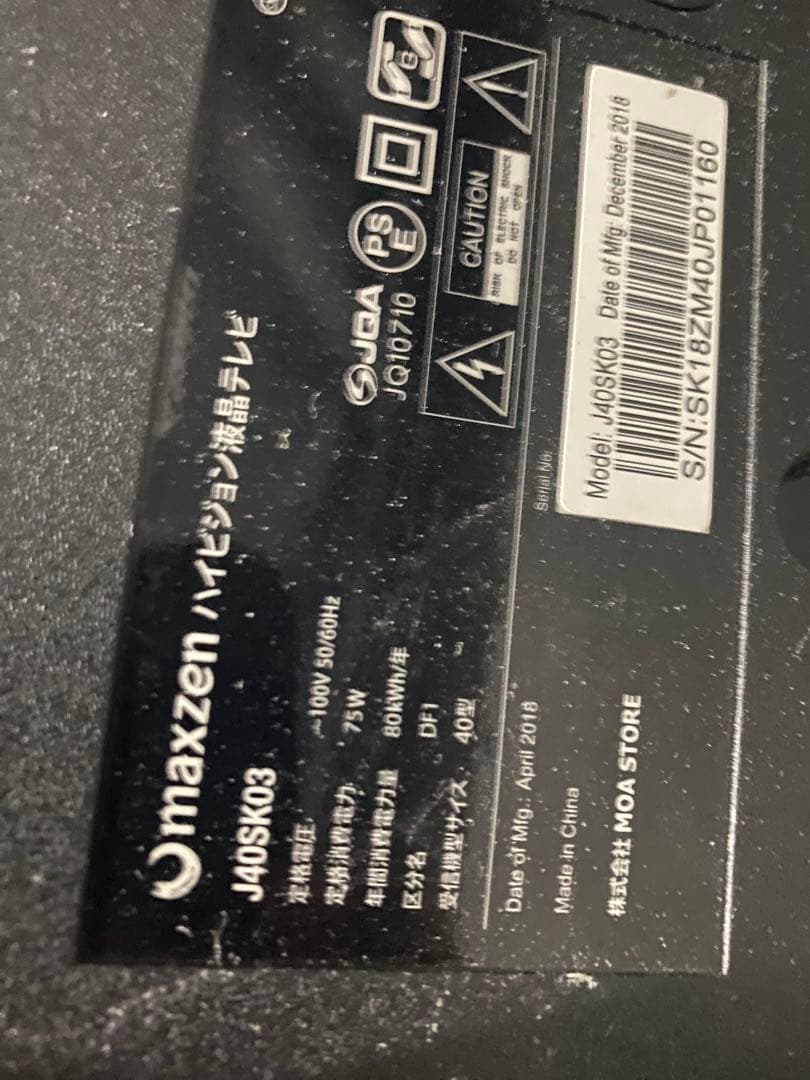 maxzen ハイビジョン液晶テレビ
J40SK03
定格電圧 ~100V 50/60Hz
定格消費電力 75W
年間消費電力量 80kWh/年
区分名 DF1
受信機型サイズ 40型
JQA
JQ10710
PS
E
CAUTION
RISK OF ELECTRIC SHOCK
DO NOT OPEN
Date of Mfg.: April 2018
Made in China
株式会社 MOA STORE
Serial No.
Model: J40SK03 Date of Mfg: December 2018
S/N:SK18ZM40JP01160